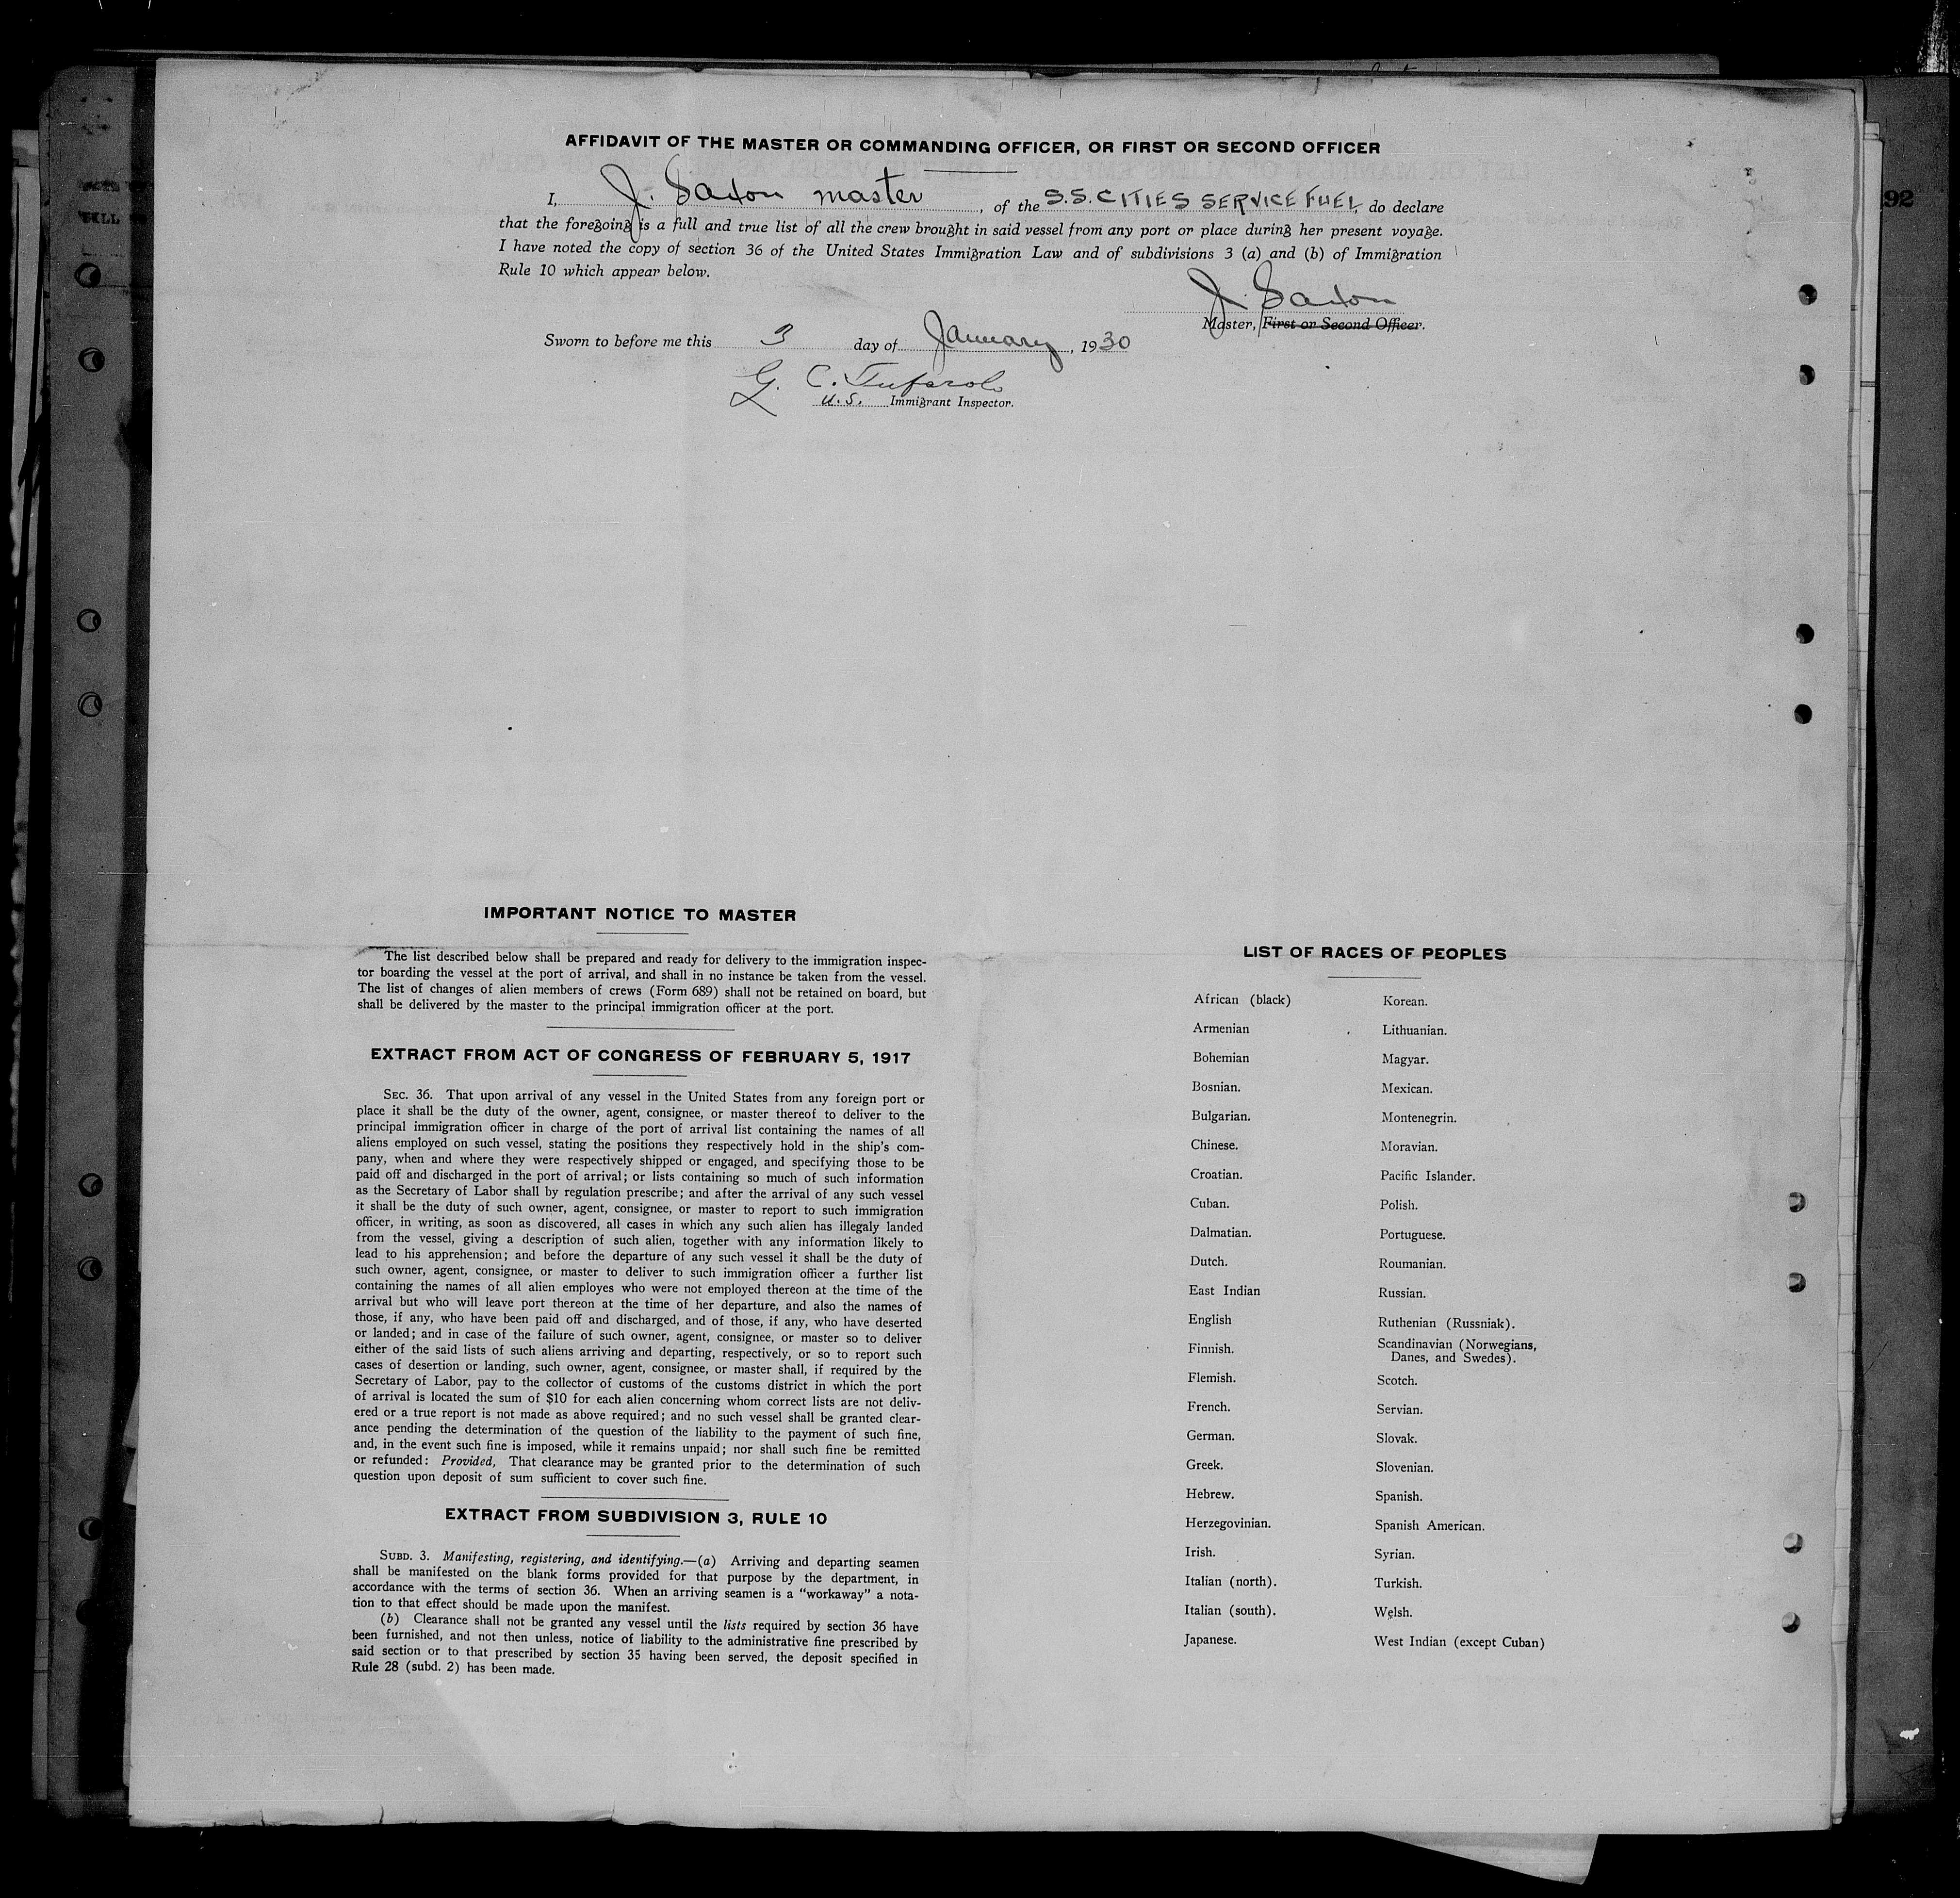 AFFIDAVIT OF THE MASTER OR COMMANDING OFFICER, OR FIRST OR SECOND OFFICER
I, J. Saxton master, of the S.S. CITIES SERVICE FUEL, do declare
that the foregoing is a full and true list of all the crew brought in said vessel from any port or place during her present voyage.
I have noted the copy of section 36 of the United States Immigration Law and of subdivisions 3 (a) and (b) of Immigration
Rule 10 which appear below.
J. Saxton
Master, First or Second Officer.
Sworn to before me this 3 day of January, 1930
G. C.
U.S. Immigrant Inspector.
92
IMPORTANT NOTICE TO MASTER
The list described below shall be prepared and ready for delivery to the immigration inspec-
tor boarding the vessel at the port of arrival, and shall in no instance be taken from the vessel.
The list of changes of alien members of crews (Form 689) shall not be retained on board, but
shall be delivered by the master to the principal immigration officer at the port.
EXTRACT FROM ACT OF CONGRESS OF FEBRUARY 5, 1917
SEC. 36. That upon arrival of any vessel in the United States from any foreign port or
place it shall be the duty of the owner, agent, consignee, or master thereof to deliver to the
principal immigration officer in charge of the port of arrival list containing the names of all
aliens employed on such vessel, stating the positions they respectively hold in the ship's com-
pany, when and where they were respectively shipped or engaged, and specifying those to be
paid off and discharged in the port of arrival; or lists containing so much of such information
as the Secretary of Labor shall by regulation prescribe; and after the arrival of any such vessel
it shall be the duty of such owner, agent, consignee, or master to report to such immigration
officer, in writing, as soon as discovered, all cases in which any such alien has illegaly landed
from the vessel, giving a description of such alien, together with any information likely to
lead to his apprehension; and before the departure of any such vessel it shall be the duty of
such owner, agent, consignee, or master to deliver to such immigration officer a further list
containing the names of all alien employes who were not employed thereon at the time of the
arrival but who will leave port thereon at the time of her departure, and also the names of
those, if any, who have been paid off and discharged, and of those, if any, who have deserted
or landed; and in case of the failure of such owner, agent, consignee, or master so to deliver
either of the said lists of such aliens arriving and departing, respectively, or so to report such
cases of desertion or landing, such owner, agent, consignee, or master shall, if required by the
Secretary of Labor, pay to the collector of customs of the customs district in which the port
of arrival is located the sum of $10 for each alien concerning whom correct lists are not deliv-
ered or a true report is not made as above required; and no such vessel shall be granted clear-
ance pending the determination of the question of the liability to the payment of such fine,
and, in the event such fine is imposed, while it remains unpaid; nor shall such fine be remitted
or refunded: Provided, That clearance may be granted prior to the determination of such
question upon deposit of sum sufficient to cover such fine.
EXTRACT FROM SUBDIVISION 3, RULE 10
SUBD. 3. Manifesting, registering, and identifying.—(a) Arriving and departing seamen
shall be manifested on the blank forms provided for that purpose by the department, in
accordance with the terms of section 36. When an arriving seamen is a "workaway" a nota-
tion to that effect should be made upon the manifest.
(b) Clearance shall not be granted any vessel until the lists required by section 36 have
been furnished, and not then unless, notice of liability to the administrative fine prescribed by
said section or to that prescribed by section 35 having been served, the deposit specified in
Rule 28 (subd. 2) has been made.
LIST OF RACES OF PEOPLES
African (black) Korean.
Armenian Lithuanian.
Bohemian Magyar.
Bosnian. Mexican.
Bulgarian. Montenegrin.
Chinese. Moravian.
Croatian. Pacific Islander.
Cuban. Polish.
Dalmatian. Portuguese.
Dutch. Roumanian.
East Indian Russian.
English Ruthenian (Russniak).
Finnish. Scandinavian (Norwegians,
Danes, and Swedes).
Flemish. Scotch.
French. Servian.
German. Slovak.
Greek. Slovenian.
Hebrew. Spanish.
Herzegovinian. Spanish American.
Irish. Syrian.
Italian (north). Turkish.
Italian (south). Welsh.
Japanese. West Indian (except Cuban)